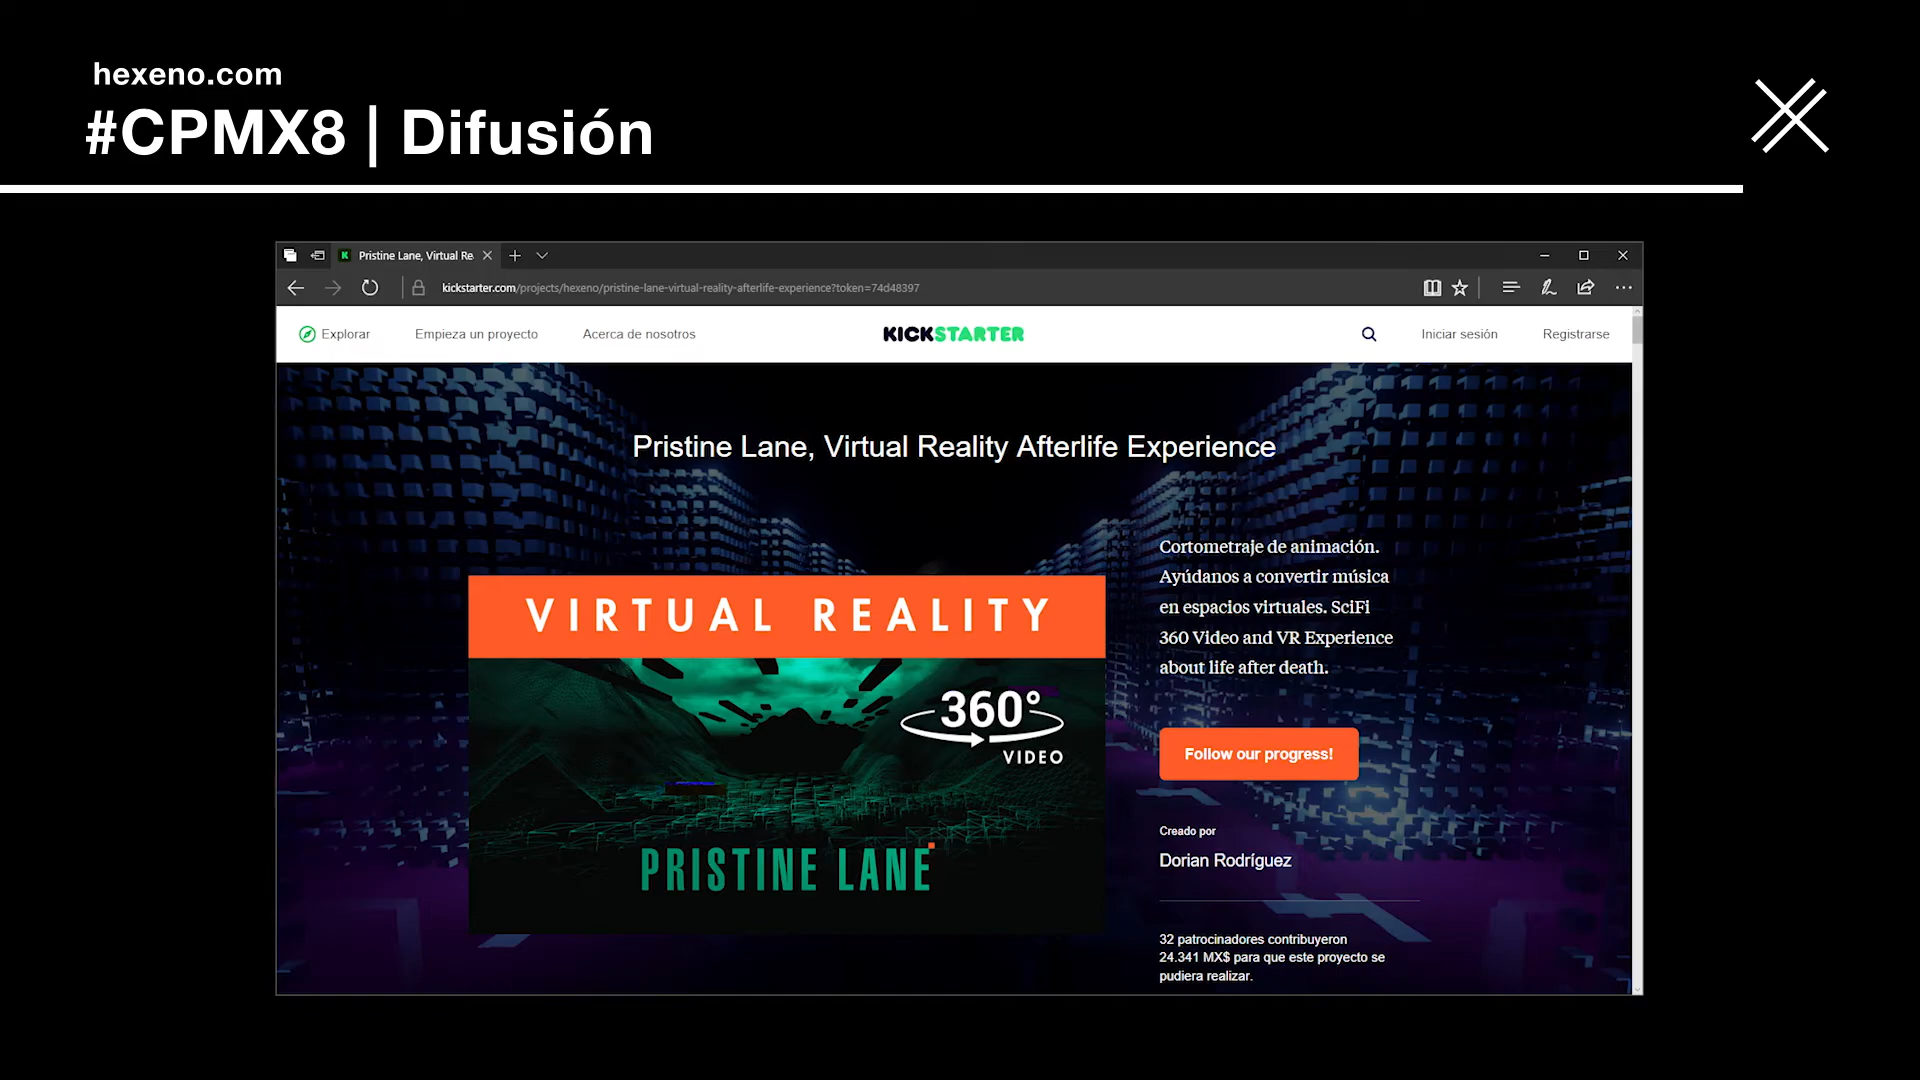 hexeno.com
#CPMX8 | Difusión
Pristine Lane, Virtual Re
kickstarter.com/projects/hexeno/pristine-lane-virtual-reality-afterlife-experience?token=74d48397
Explorar Empieza un proyecto Acerca de nosotros KICKSTARTER Iniciar sesión Registrarse
Pristine Lane, Virtual Reality Afterlife Experience
VIRTUAL REALITY
360°
VIDEO
PRISTINE LANE
Cortometraje de animación.
Ayúdanos a convertir música
en espacios virtuales. SciFi
360 Video and VR Experience
about life after death.
Follow our progress!
Creado por
Dorian Rodríguez
32 patrocinadores contribuyeron
24.341 MX$ para que este proyecto se
pudiera realizar.